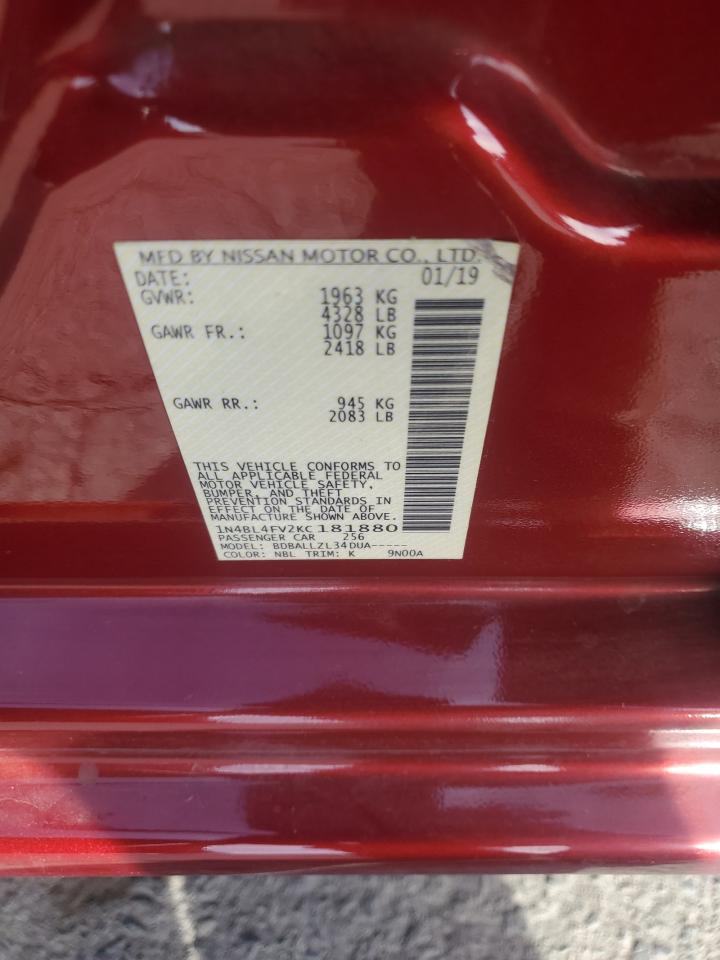 MFD BY NISSAN MOTOR CO., LTD.
DATE: 01/19
GVWR: 1963 KG
4328 LB
GAWR FR.: 1097 KG
2418 LB
GAWR RR.: 945 KG
2083 LB
THIS VEHICLE CONFORMS TO
ALL APPLICABLE FEDERAL
MOTOR VEHICLE SAFETY,
BUMPER, AND THEFT
PREVENTION STANDARDS IN
EFFECT ON THE DATE OF
MANUFACTURE SHOWN ABOVE.
1N4BL4FV2KC181880
PASSENGER CAR 256
MODEL: BDBALLZL34DUA-----
COLOR: NBL TRIM: K 9N00A